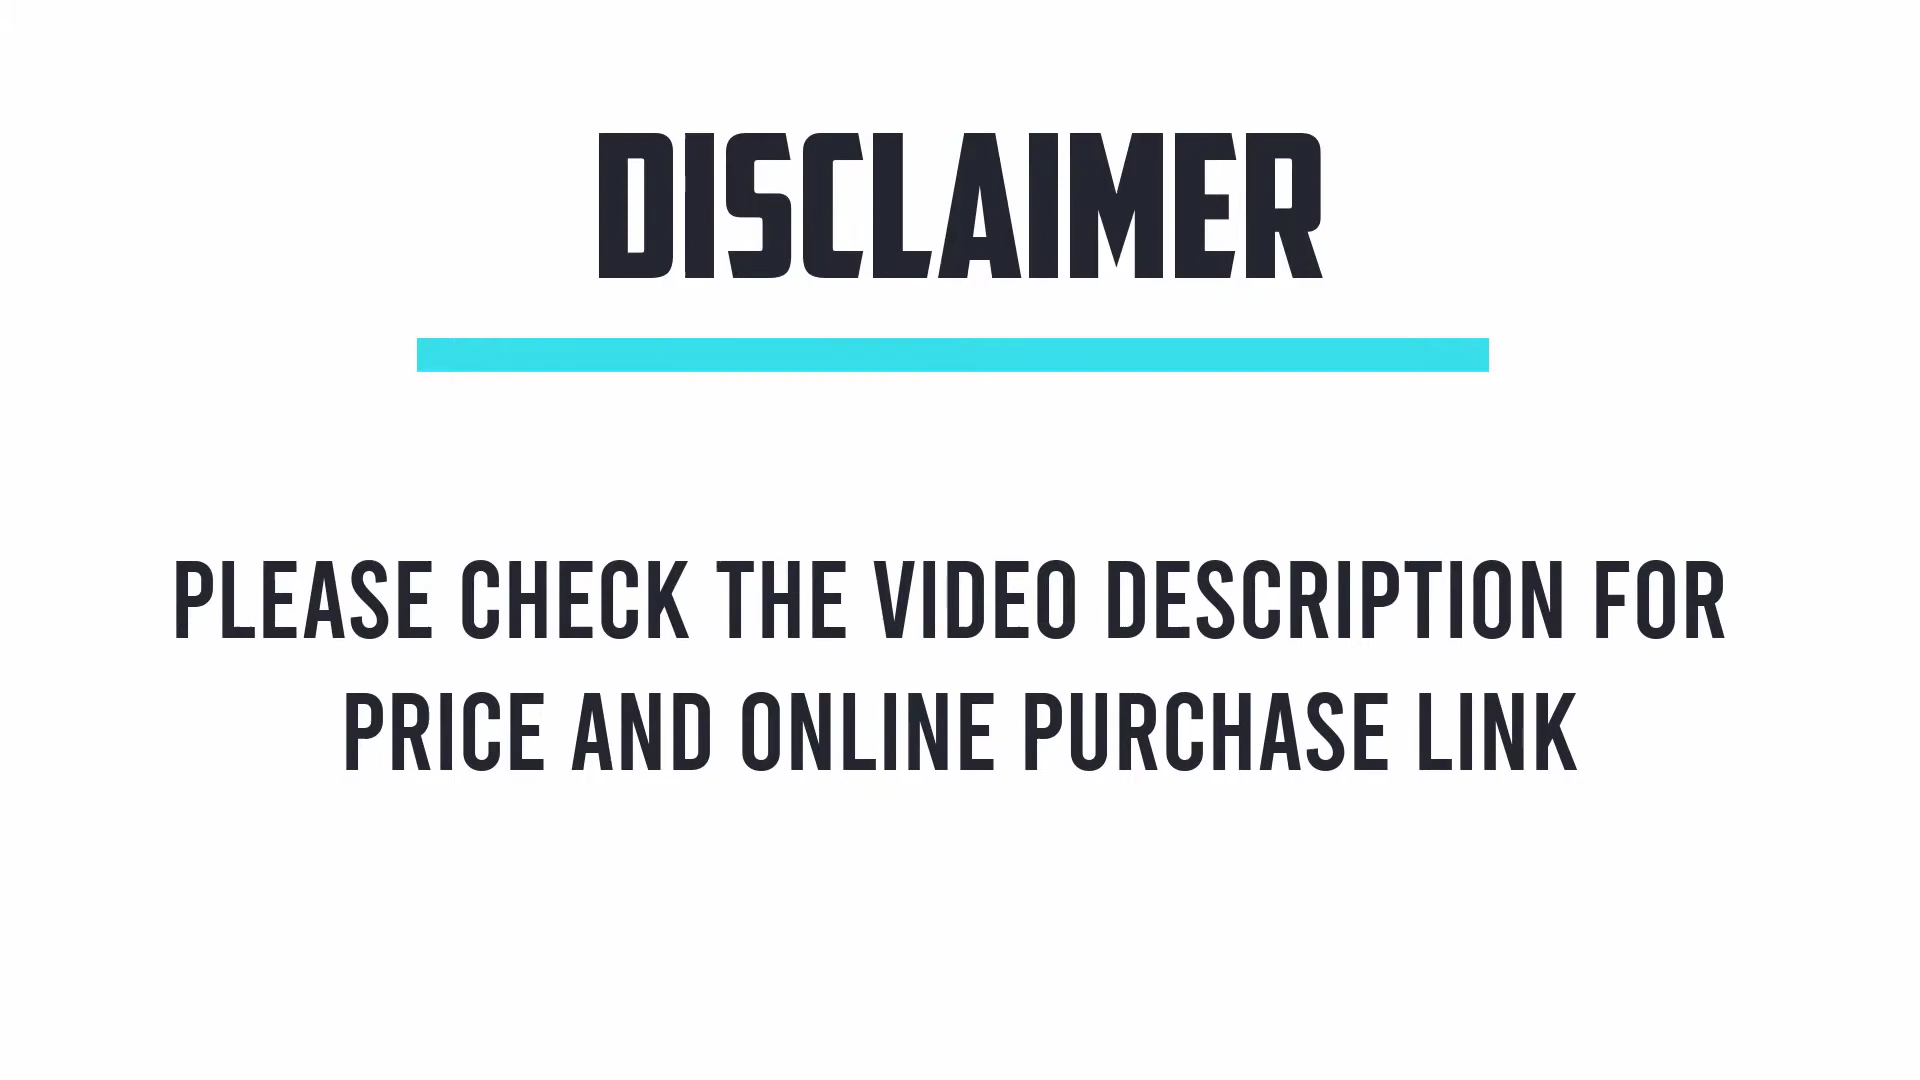 DISCLAIMER
PLEASE CHECK THE VIDEO DESCRIPTION FOR
PRICE AND ONLINE PURCHASE LINK